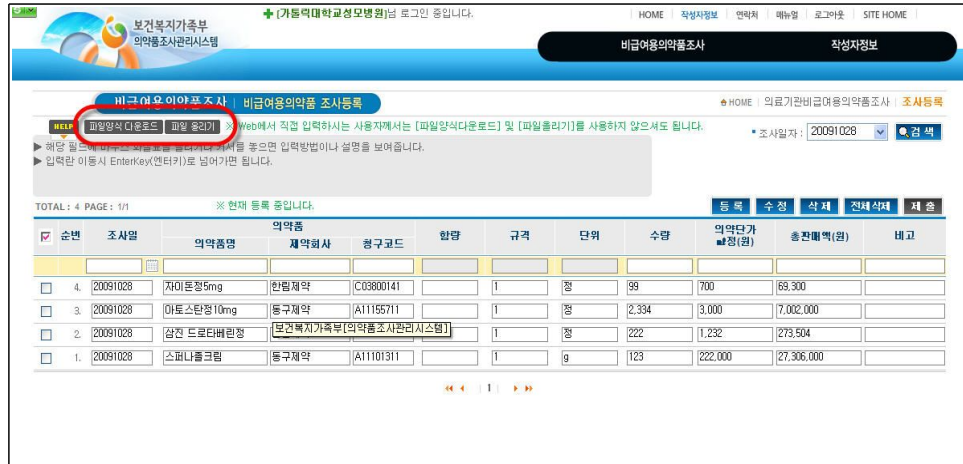 보건복지가족부
의약품조사관리시스템
[가톨릭대학교성모병원]님 로그인 중입니다.
HOME 작성자정보 연락처 메뉴얼 로그아웃 SITE HOME
비급여용의약품조사 작성자정보
비급여용의약품조사 비급여용의약품 조사등록
HOME 의료기관비급여용의약품조사 조사등록
HELP 파일양식 다운로드 파일 올리기 ※ Web에서 직접 입력하시는 사용자께서는 [파일양식다운로드] 및 [파일올리기]를 사용하지 않으셔도 됩니다.
조사일자 : 20091028 검색
▶ 해당 필드에 마우스 화살표를 올리거나 커서를 놓으면 입력방법이나 설명을 보여줍니다.
▶ 입력란 이동시 EnterKey(엔터키)로 넘어가면 됩니다.
TOTAL : 4 PAGE : 1/1 ※ 현재 등록 중입니다. 등록 수정 삭제 전체삭제 제출
순번 조사일 의약품 함량 규격 단위 수량 의약단가 총판매액(원) 비고
의약품명 제약회사 청구코드
4. 20091028 자이돈정5mg 한림제약 C03800141 1 정 99 700 69,300
3. 20091028 아토스탄정10mg 동구제약 A11155711 1 정 2,334 3,000 7,002,000
보건복지가족부[의약품조사관리시스템]
2. 20091028 삼진 드로타베린정 1 정 222 1,232 273,504
1. 20091028 스퍼나졸크림 동구제약 A11101311 1 g 123 222,000 27,306,000
1